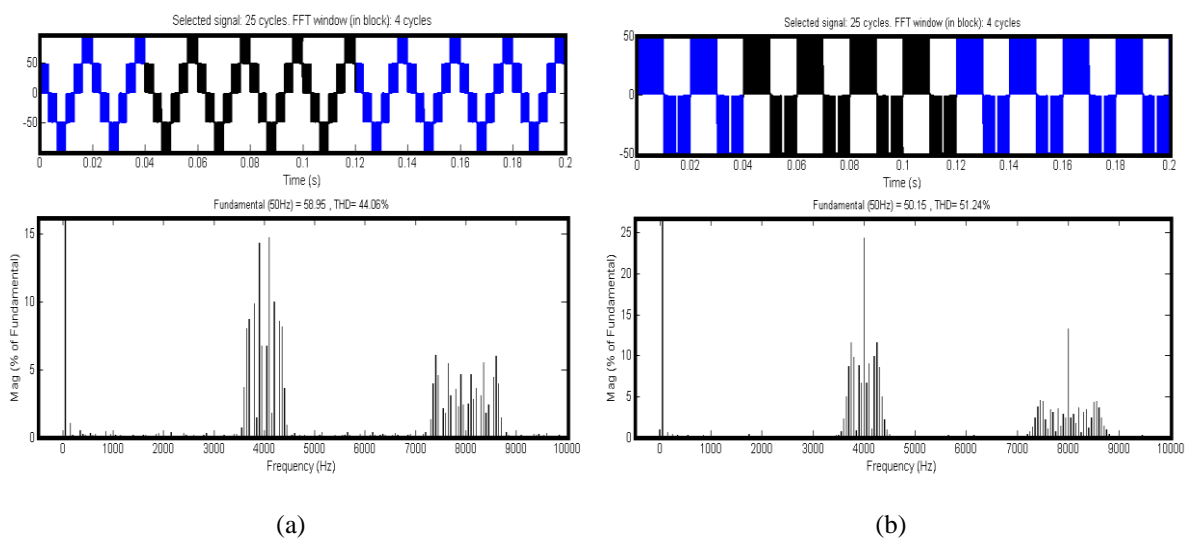 Selected signal: 25 cycles. FFT window (in block): 4 cycles
50
0
-50
0 0.02 0.04 0.06 0.08 0.1 0.12 0.14 0.16 0.18 0.2
Time (s)
Fundamental (50Hz) = 58.95 , THD= 44.06%
Mag (% of Fundamental)
15
10
5
0
0 1000 2000 3000 4000 5000 6000 7000 8000 9000 10000
Frequency (Hz)
(a)
Selected signal: 25 cycles. FFT window (in block): 4 cycles
50
0
-50
0 0.02 0.04 0.06 0.08 0.1 0.12 0.14 0.16 0.18 0.2
Time (s)
Fundamental (50Hz) = 50.15 , THD= 51.24%
Mag (% of Fundamental)
25
20
15
10
5
0
0 1000 2000 3000 4000 5000 6000 7000 8000 9000 10000
Frequency (Hz)
(b)